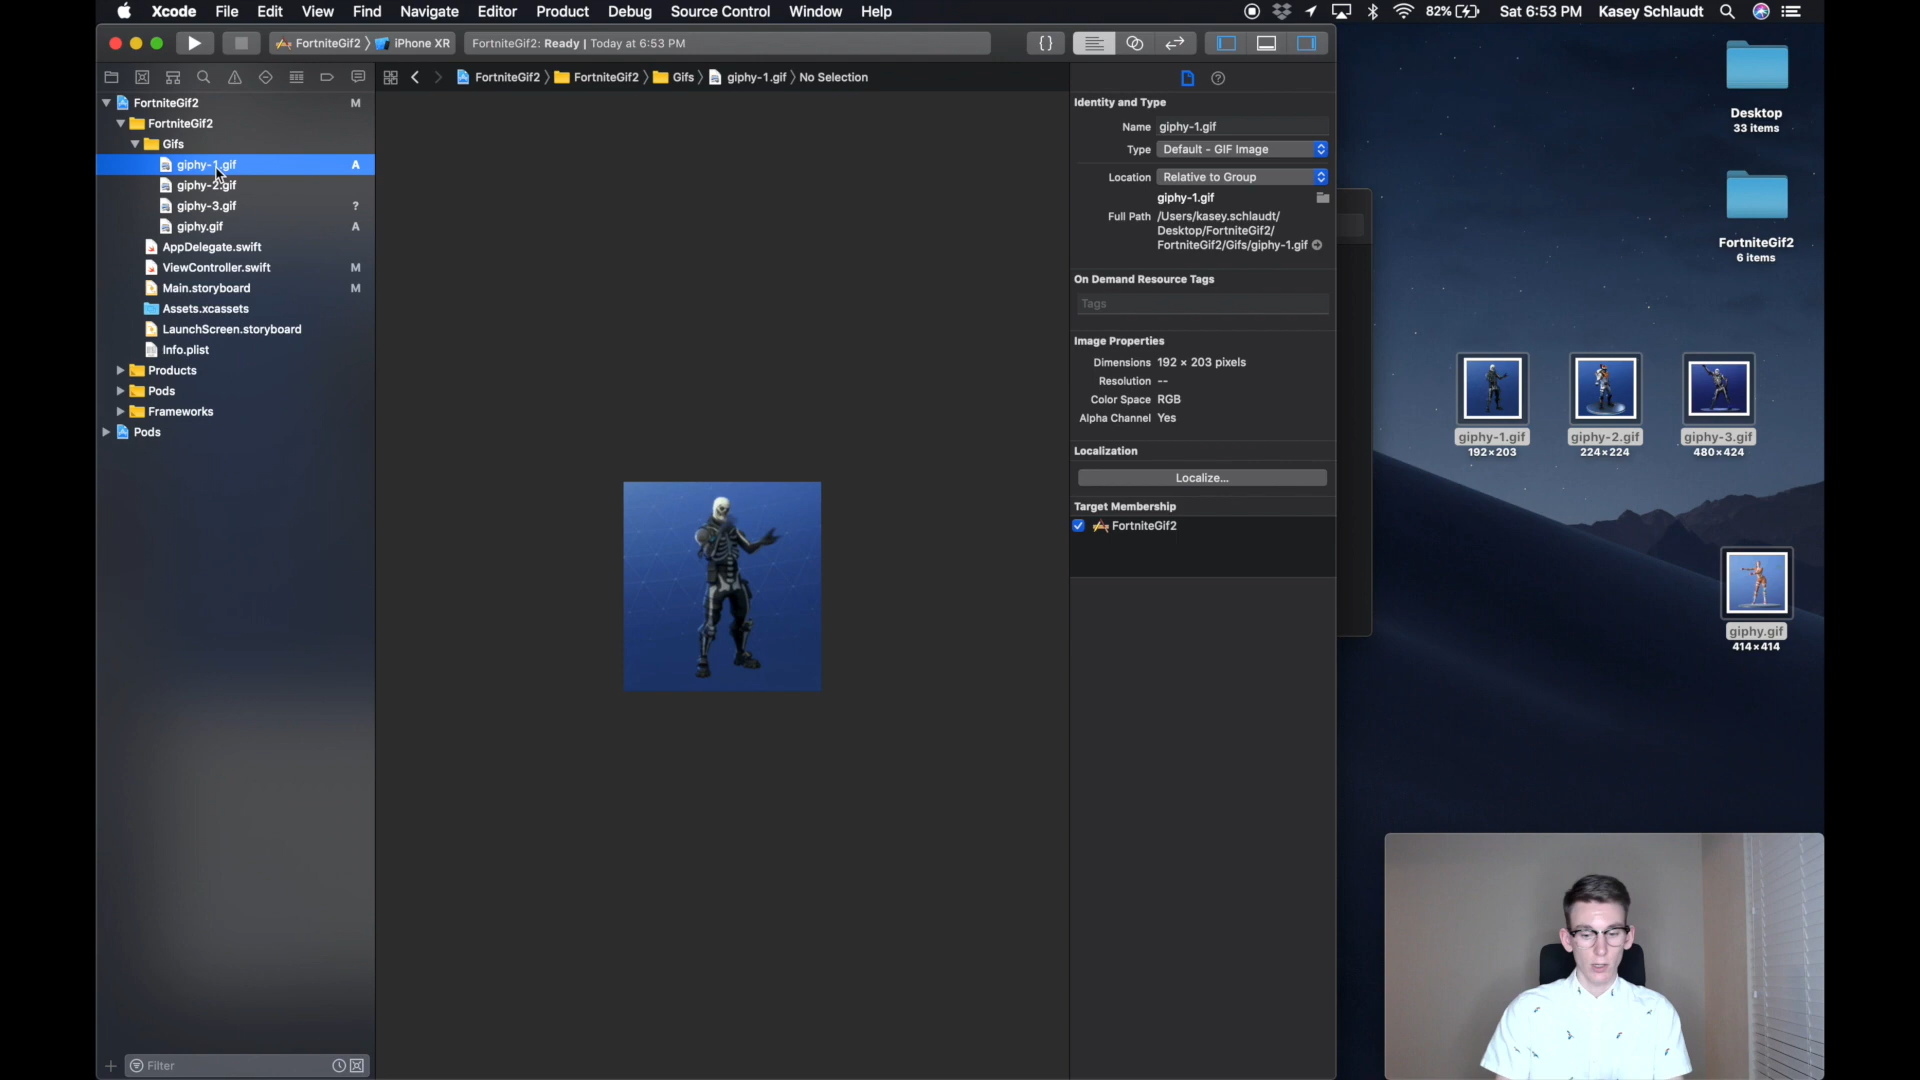 Xcode File Edit View Find Navigate Editor Product Debug Source Control Window Help 82% Sat 6:53 PM Kasey Schlaudt
FortniteGif2 〉 iPhone XR FortniteGif2: Ready | Today at 6:53 PM {}
FortniteGif2 〉 FortniteGif2 〉 Gifs 〉 giphy-1.gif 〉 No Selection
FortniteGif2 M
FortniteGif2
Gifs
giphy-1.gif A
giphy-2.gif
giphy-3.gif ?
giphy.gif A
AppDelegate.swift
ViewController.swift M
Main.storyboard M
Assets.xcassets
LaunchScreen.storyboard
Info.plist
Products
Pods
Frameworks
Pods
Filter
Identity and Type
Name giphy-1.gif
Type Default - GIF Image
Location Relative to Group
giphy-1.gif
Full Path /Users/kasey.schlaudt/
Desktop/FortniteGif2/
FortniteGif2/Gifs/giphy-1.gif
On Demand Resource Tags
Tags
Image Properties
Dimensions 192 × 203 pixels
Resolution --
Color Space RGB
Alpha Channel Yes
Localization
Localize...
Target Membership
FortniteGif2
Desktop
33 items
FortniteGif2
6 items
giphy-1.gif giphy-2.gif giphy-3.gif
192×203 224×224 480×424
giphy.gif
414×414